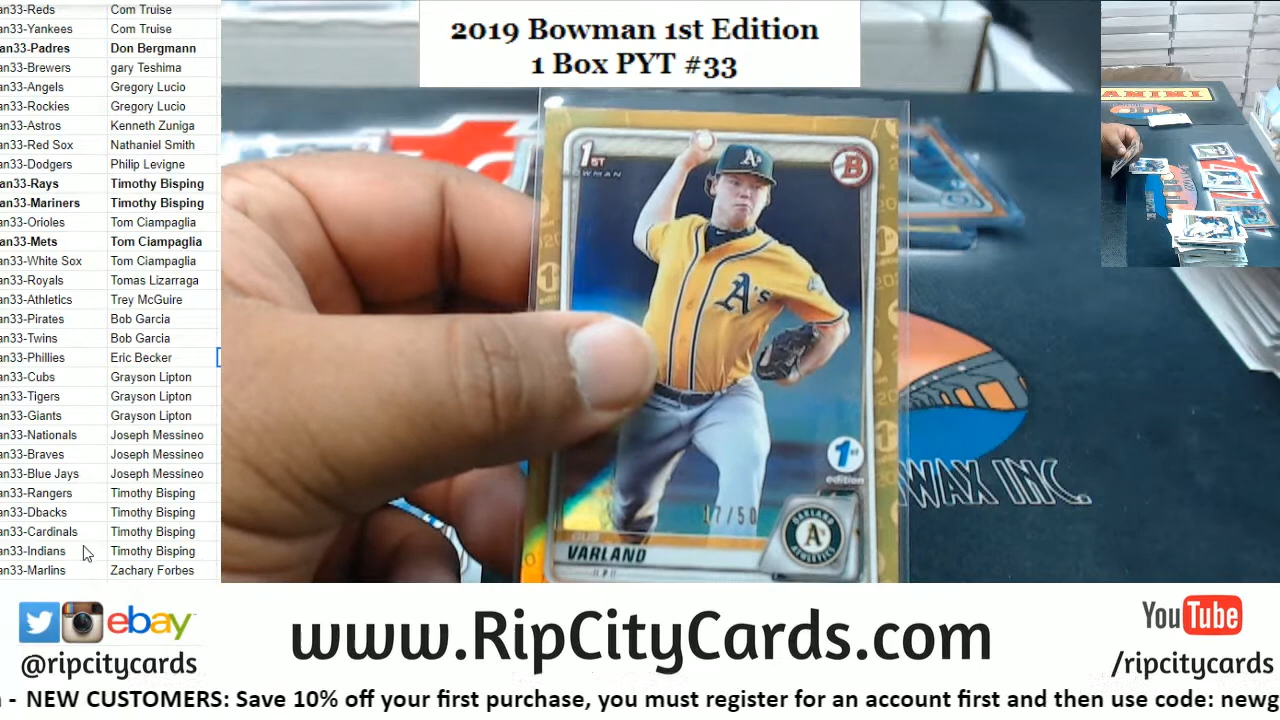 an33-Reds Com Truise
an33-Yankees Com Truise
an33-Padres Don Bergmann
an33-Brewers gary Teshima
an33-Angels Gregory Lucio
an33-Rockies Gregory Lucio
an33-Astros Kenneth Zuniga
an33-Red Sox Nathaniel Smith
an33-Dodgers Philip Levigne
an33-Rays Timothy Bisping
an33-Mariners Timothy Bisping
an33-Orioles Tom Ciampaglia
an33-Mets Tom Ciampaglia
an33-White Sox Tom Ciampaglia
an33-Royals Tomas Lizarraga
an33-Athletics Trey McGuire
an33-Pirates Bob Garcia
an33-Twins Bob Garcia
an33-Phillies Eric Becker
an33-Cubs Grayson Lipton
an33-Tigers Grayson Lipton
an33-Giants Grayson Lipton
an33-Nationals Joseph Messineo
an33-Braves Joseph Messineo
an33-Blue Jays Joseph Messineo
an33-Rangers Timothy Bisping
an33-Dbacks Timothy Bisping
an33-Cardinals Timothy Bisping
an33-Indians Timothy Bisping
an33-Marlins Zachary Forbes
2019 Bowman 1st Edition
1 Box PYT #33
1ST
BOWMAN
B
A's
A's
1st
edition
17/50
GUS
VARLAND
OAKLAND
A's
ATHLETICS
WAX INC.
PANINI
ebay
@ripcitycards
www.RipCityCards.com
YouTube
/ripcitycards
- NEW CUSTOMERS: Save 10% off your first purchase, you must register for an account first and then use code: newg